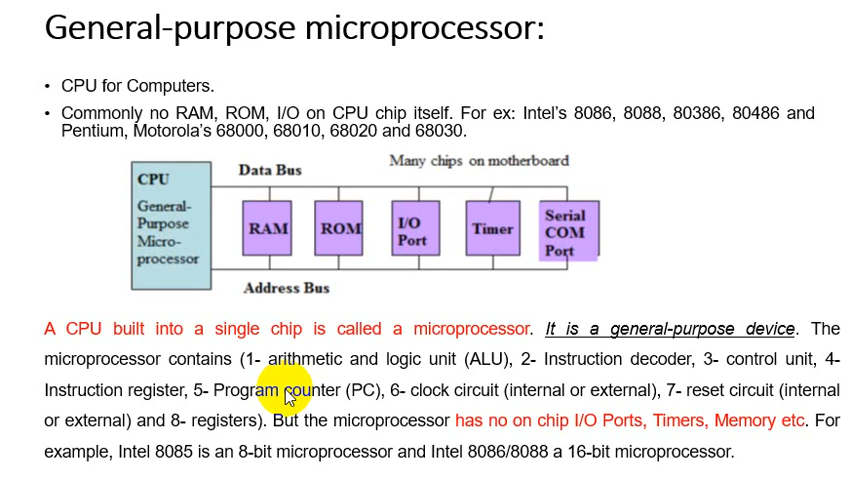 General-purpose microprocessor:
• CPU for Computers.
• Commonly no RAM, ROM, I/O on CPU chip itself. For ex: Intel's 8086, 8088, 80386, 80486 and
Pentium, Motorola's 68000, 68010, 68020 and 68030.
Many chips on motherboard
Data Bus
CPU
General-
Purpose
Micro-
processor
RAM
ROM
I/O
Port
Timer
Serial
COM
Port
Address Bus
A CPU built into a single chip is called a microprocessor. It is a general-purpose device. The
microprocessor contains (1- arithmetic and logic unit (ALU), 2- Instruction decoder, 3- control unit, 4-
Instruction register, 5- Program counter (PC), 6- clock circuit (internal or external), 7- reset circuit (internal
or external) and 8- registers). But the microprocessor has no on chip I/O Ports, Timers, Memory etc. For
example, Intel 8085 is an 8-bit microprocessor and Intel 8086/8088 a 16-bit microprocessor.